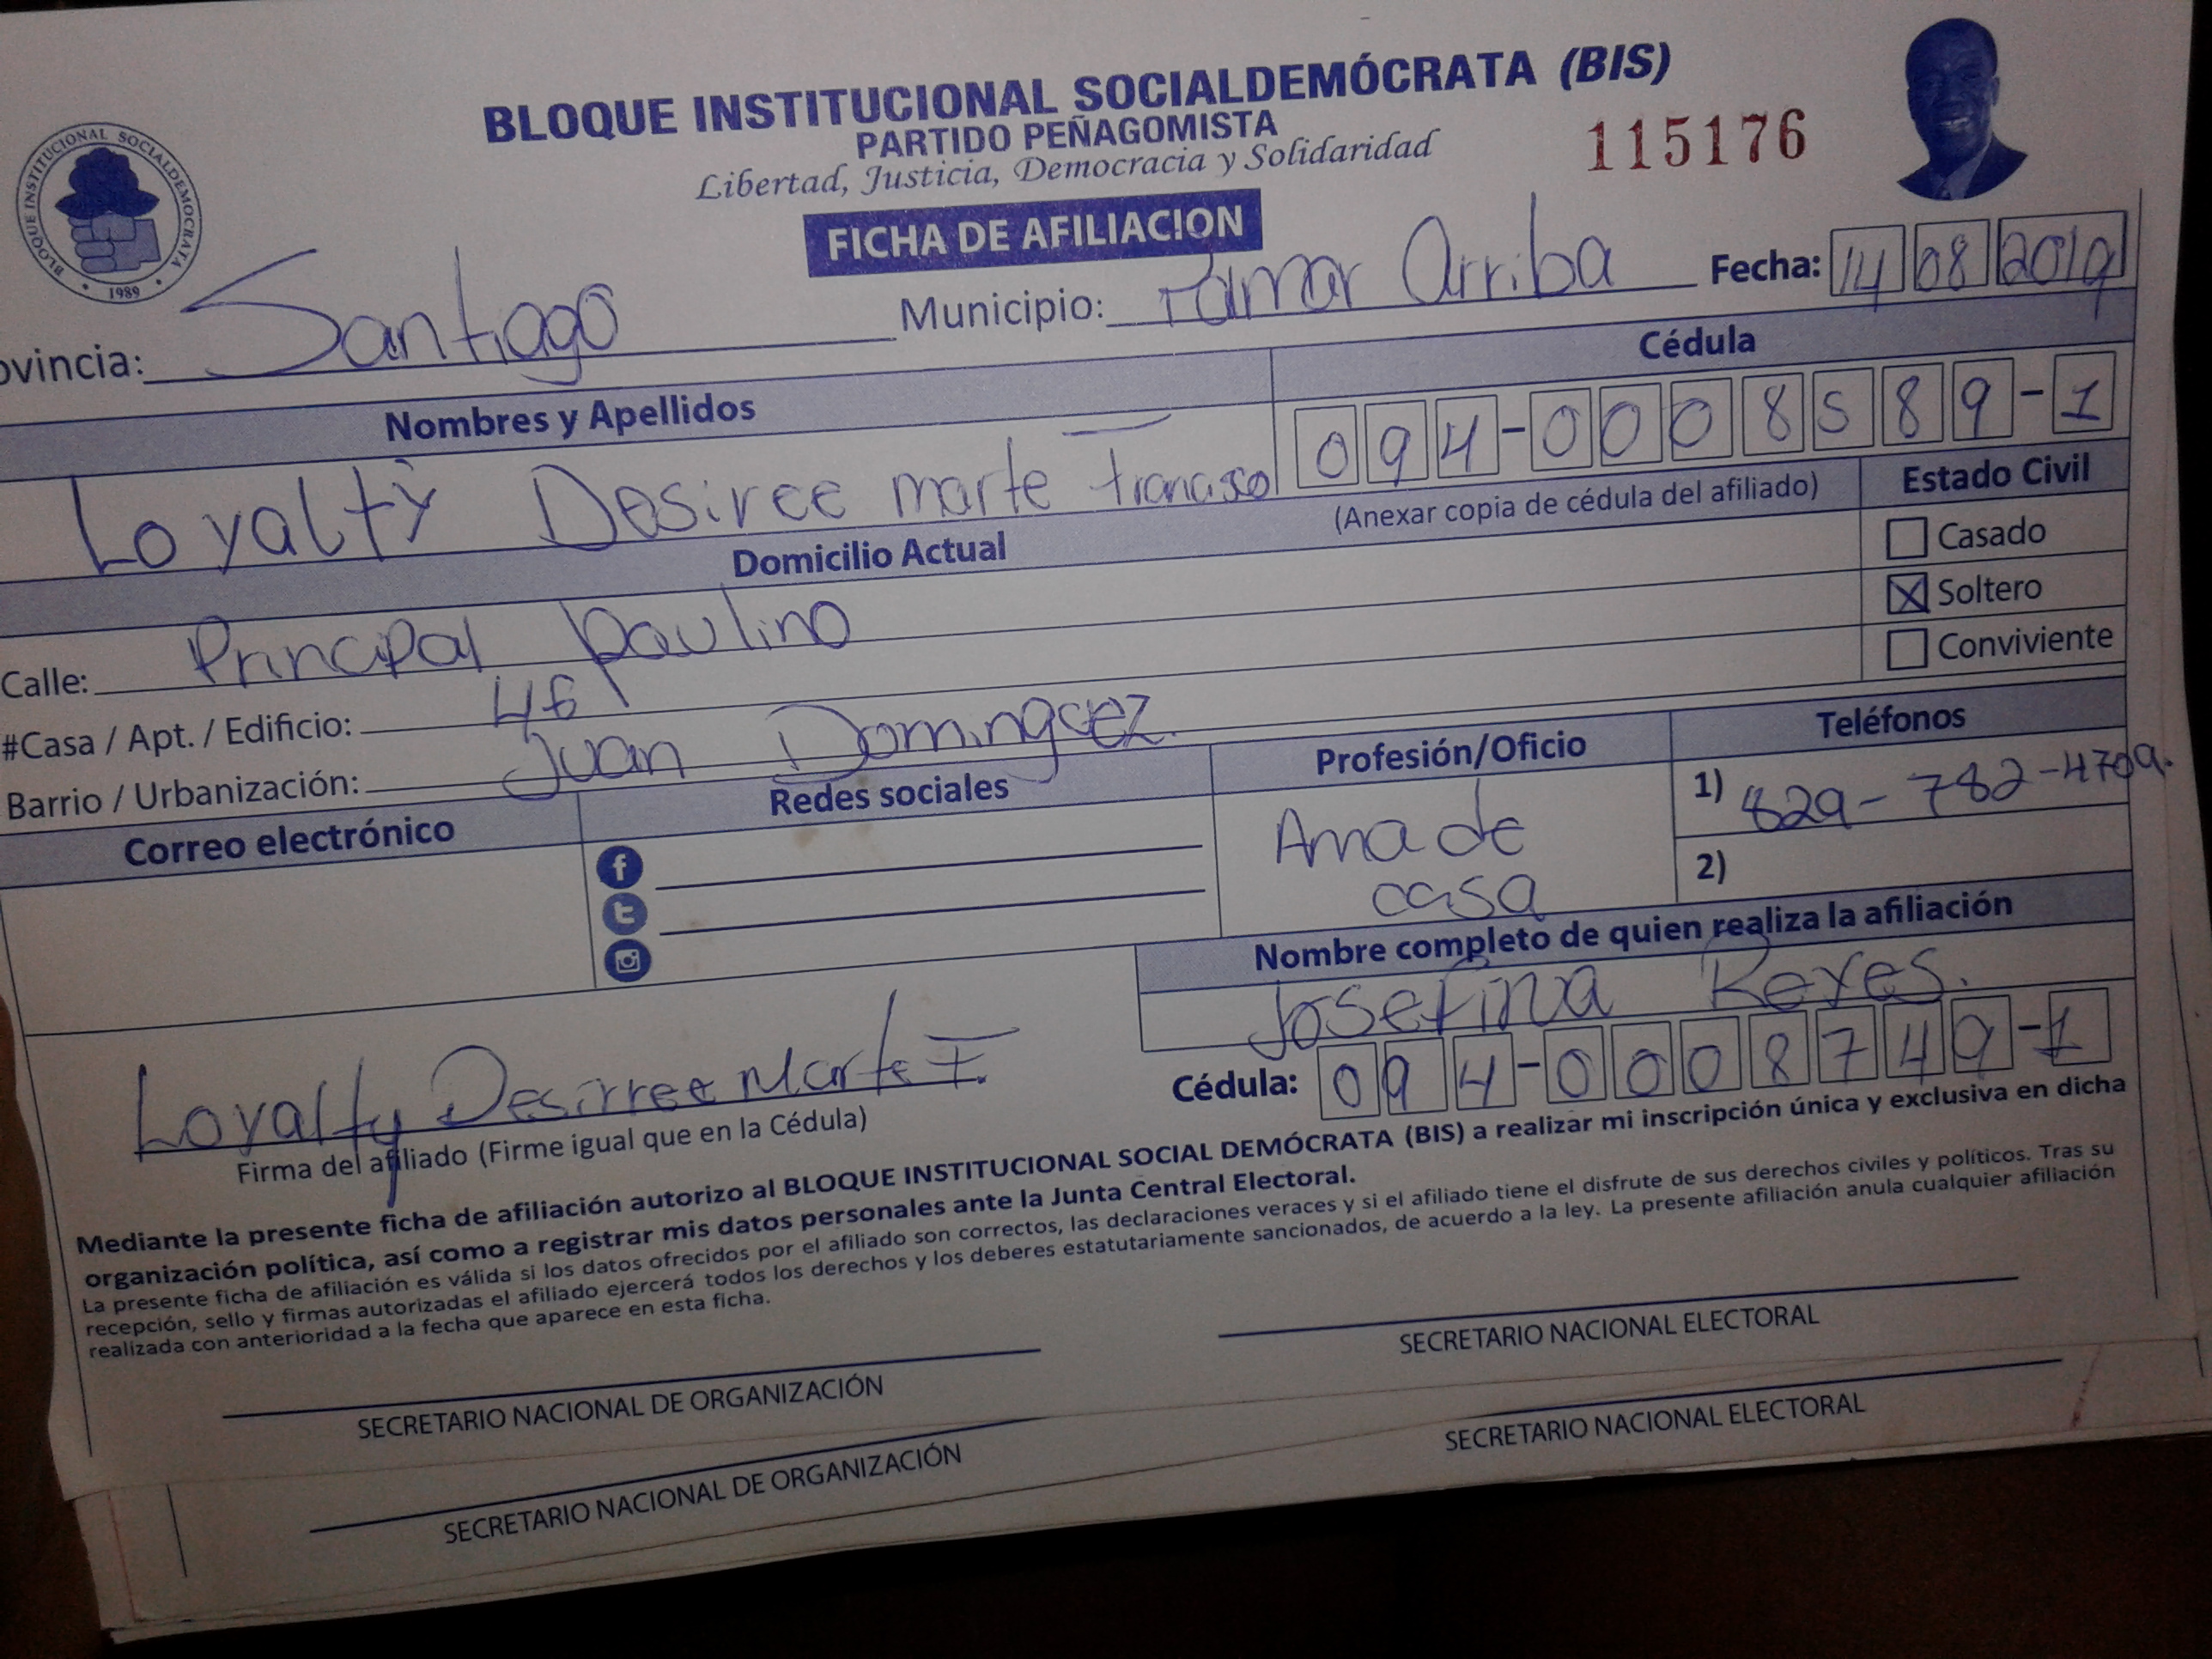 BLOQUE INSTITUCIONAL SOCIALDEMÓCRATA (BIS)
PARTIDO PEÑAGOMISTA
Libertad, Justicia, Democracia y Solidaridad
115176
BLOQUE INSTITUCIONAL SOCIALDEMOCRATA
1989
FICHA DE AFILIACION
ovincia: Santiago Municipio: Tamar Arriba Fecha: 14 08 2019
Nombres y Apellidos Cédula
Loyalty Desiree marte Francisco 094-0008589-1
(Anexar copia de cédula del afiliado) Estado Civil
Domicilio Actual
Casado
Soltero
Conviviente
Calle: Principal paulino
#Casa / Apt. / Edificio: 46
Barrio / Urbanización: Juan Dominguez.
Correo electrónico Redes sociales Profesión/Oficio Teléfonos
Ama de casa
1) 829-782-4709.
2)
Nombre completo de quien realiza la afiliación
Josefina Reyes.
Cédula: 094-0008749-1
Loyalty Desirree Marte F.
Firma del afiliado (Firme igual que en la Cédula)
Mediante la presente ficha de afiliación autorizo al BLOQUE INSTITUCIONAL SOCIAL DEMÓCRATA (BIS) a realizar mi inscripción única y exclusiva en dicha
organización política, así como a registrar mis datos personales ante la Junta Central Electoral.
La presente ficha de afiliación es válida si los datos ofrecidos por el afiliado son correctos, las declaraciones veraces y si el afiliado tiene el disfrute de sus derechos civiles y políticos. Tras su
recepción, sello y firmas autorizadas el afiliado ejercerá todos los derechos y los deberes estatutariamente sancionados, de acuerdo a la ley. La presente afiliación anula cualquier afiliación
realizada con anterioridad a la fecha que aparece en esta ficha.
SECRETARIO NACIONAL DE ORGANIZACIÓN SECRETARIO NACIONAL ELECTORAL
SECRETARIO NACIONAL DE ORGANIZACIÓN SECRETARIO NACIONAL ELECTORAL